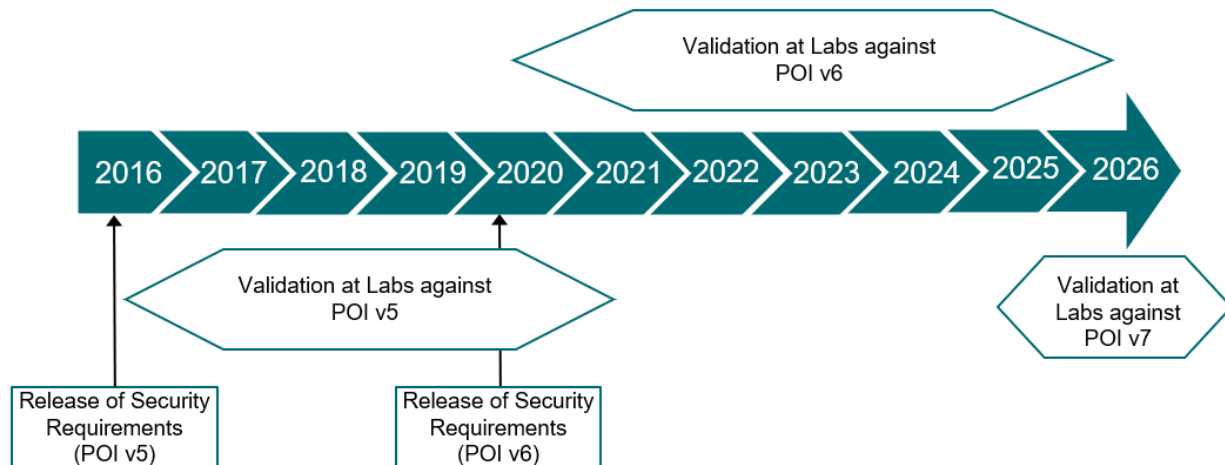 Validation at Labs against
POI v6
2016 2017 2018 2019 2020 2021 2022 2023 2024 2025 2026
Validation at Labs against
POI v5
Validation at
Labs against
POI v7
Release of Security
Requirements
(POI v5)
Release of Security
Requirements
(POI v6)